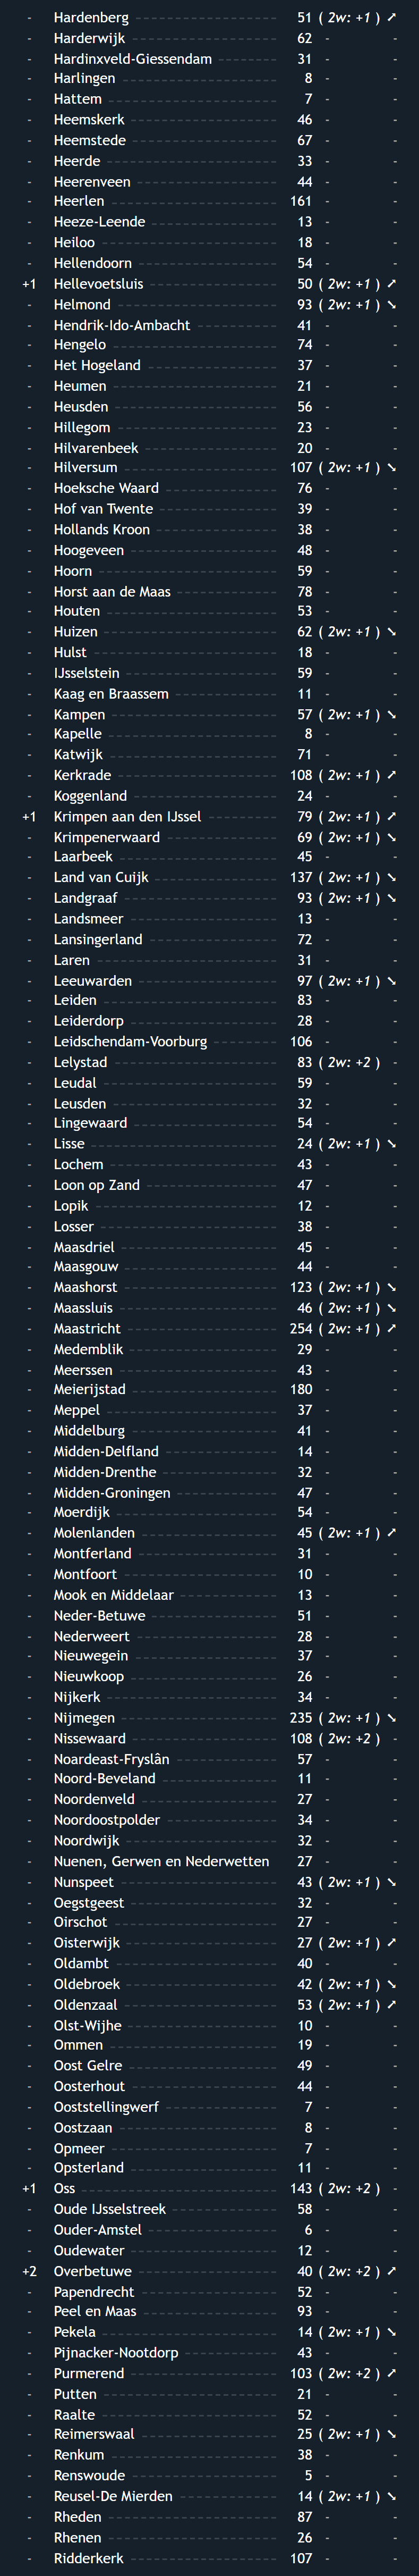 - Hardenberg 51 ( 2w: +1 ) ➚
- Harderwijk 62 - -
- Hardinxveld-Giessendam 31 - -
- Harlingen 8 - -
- Hattem 7 - -
- Heemskerk 46 - -
- Heemstede 67 - -
- Heerde 33 - -
- Heerenveen 44 - -
- Heerlen 161 - -
- Heeze-Leende 13 - -
- Heiloo 18 - -
- Hellendoorn 54 - -
+1 Hellevoetsluis 50 ( 2w: +1 ) ➚
- Helmond 93 ( 2w: +1 ) ➘
- Hendrik-Ido-Ambacht 41 - -
- Hengelo 74 - -
- Het Hogeland 37 - -
- Heumen 21 - -
- Heusden 56 - -
- Hillegom 23 - -
- Hilvarenbeek 20 - -
- Hilversum 107 ( 2w: +1 ) ➘
- Hoeksche Waard 76 - -
- Hof van Twente 39 - -
- Hollands Kroon 38 - -
- Hoogeveen 48 - -
- Hoorn 59 - -
- Horst aan de Maas 78 - -
- Houten 53 - -
- Huizen 62 ( 2w: +1 ) ➘
- Hulst 18 - -
- IJsselstein 59 - -
- Kaag en Braassem 11 - -
- Kampen 57 ( 2w: +1 ) ➘
- Kapelle 8 - -
- Katwijk 71 - -
- Kerkrade 108 ( 2w: +1 ) ➚
- Koggenland 24 - -
+1 Krimpen aan den IJssel 79 ( 2w: +1 ) ➚
- Krimpenerwaard 69 ( 2w: +1 ) ➘
- Laarbeek 45 - -
- Land van Cuijk 137 ( 2w: +1 ) ➘
- Landgraaf 93 ( 2w: +1 ) ➘
- Landsmeer 13 - -
- Lansingerland 72 - -
- Laren 31 - -
- Leeuwarden 97 ( 2w: +1 ) ➘
- Leiden 83 - -
- Leiderdorp 28 - -
- Leidschendam-Voorburg 106 - -
- Lelystad 83 ( 2w: +2 ) -
- Leudal 59 - -
- Leusden 32 - -
- Lingewaard 54 - -
- Lisse 24 ( 2w: +1 ) ➘
- Lochem 43 - -
- Loon op Zand 47 - -
- Lopik 12 - -
- Losser 38 - -
- Maasdriel 45 - -
- Maasgouw 44 - -
- Maashorst 123 ( 2w: +1 ) ➘
- Maassluis 46 ( 2w: +1 ) ➘
- Maastricht 254 ( 2w: +1 ) ➚
- Medemblik 29 - -
- Meerssen 43 - -
- Meierijstad 180 - -
- Meppel 37 - -
- Middelburg 41 - -
- Midden-Delfland 14 - -
- Midden-Drenthe 32 - -
- Midden-Groningen 47 - -
- Moerdijk 54 - -
- Molenlanden 45 ( 2w: +1 ) ➚
- Montferland 31 - -
- Montfoort 10 - -
- Mook en Middelaar 13 - -
- Neder-Betuwe 51 - -
- Nederweert 28 - -
- Nieuwegein 37 - -
- Nieuwkoop 26 - -
- Nijkerk 34 - -
- Nijmegen 235 ( 2w: +1 ) ➘
- Nissewaard 108 ( 2w: +2 ) -
- Noardeast-Fryslân 57 - -
- Noord-Beveland 11 - -
- Noordenveld 27 - -
- Noordoostpolder 34 - -
- Noordwijk 32 - -
- Nuenen, Gerwen en Nederwetten 27 - -
- Nunspeet 43 ( 2w: +1 ) ➘
- Oegstgeest 32 - -
- Oirschot 27 - -
- Oisterwijk 27 ( 2w: +1 ) ➚
- Oldambt 40 - -
- Oldebroek 42 ( 2w: +1 ) ➘
- Oldenzaal 53 ( 2w: +1 ) ➚
- Olst-Wijhe 10 - -
- Ommen 19 - -
- Oost Gelre 49 - -
- Oosterhout 44 - -
- Ooststellingwerf 7 - -
- Oostzaan 8 - -
- Opmeer 7 - -
- Opsterland 11 - -
+1 Oss 143 ( 2w: +2 ) -
- Oude IJsselstreek 58 - -
- Ouder-Amstel 6 - -
- Oudewater 12 - -
+2 Overbetuwe 40 ( 2w: +2 ) ➚
- Papendrecht 52 - -
- Peel en Maas 93 - -
- Pekela 14 ( 2w: +1 ) ➘
- Pijnacker-Nootdorp 43 - -
- Purmerend 103 ( 2w: +2 ) ➚
- Putten 21 - -
- Raalte 52 - -
- Reimerswaal 25 ( 2w: +1 ) ➘
- Renkum 38 - -
- Renswoude 5 - -
- Reusel-De Mierden 14 ( 2w: +1 ) ➘
- Rheden 87 - -
- Rhenen 26 - -
- Ridderkerk 107 - -